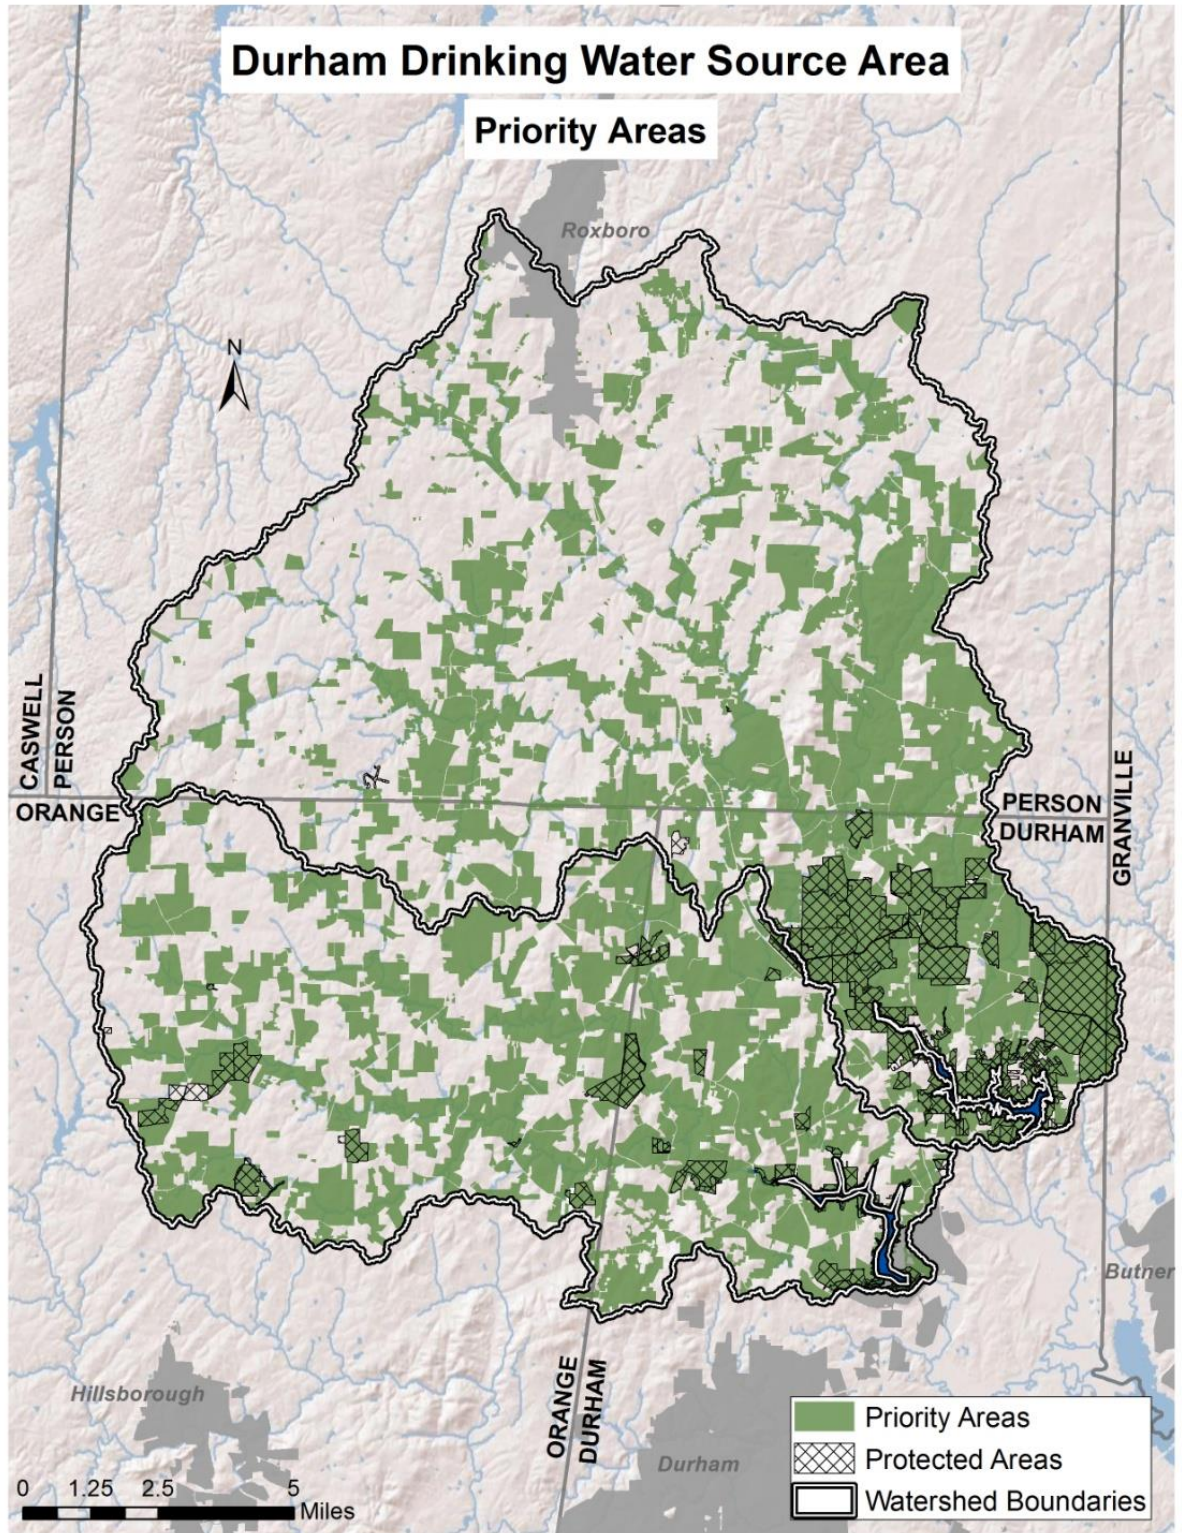 Durham Drinking Water Source Area
Priority Areas
Roxboro
N
CASWELL
PERSON
ORANGE
PERSON
DURHAM
GRANVILLE
Butner
Hillsborough
ORANGE
DURHAM
Durham
Priority Areas
Protected Areas
Watershed Boundaries
0 1.25 2.5 5
Miles